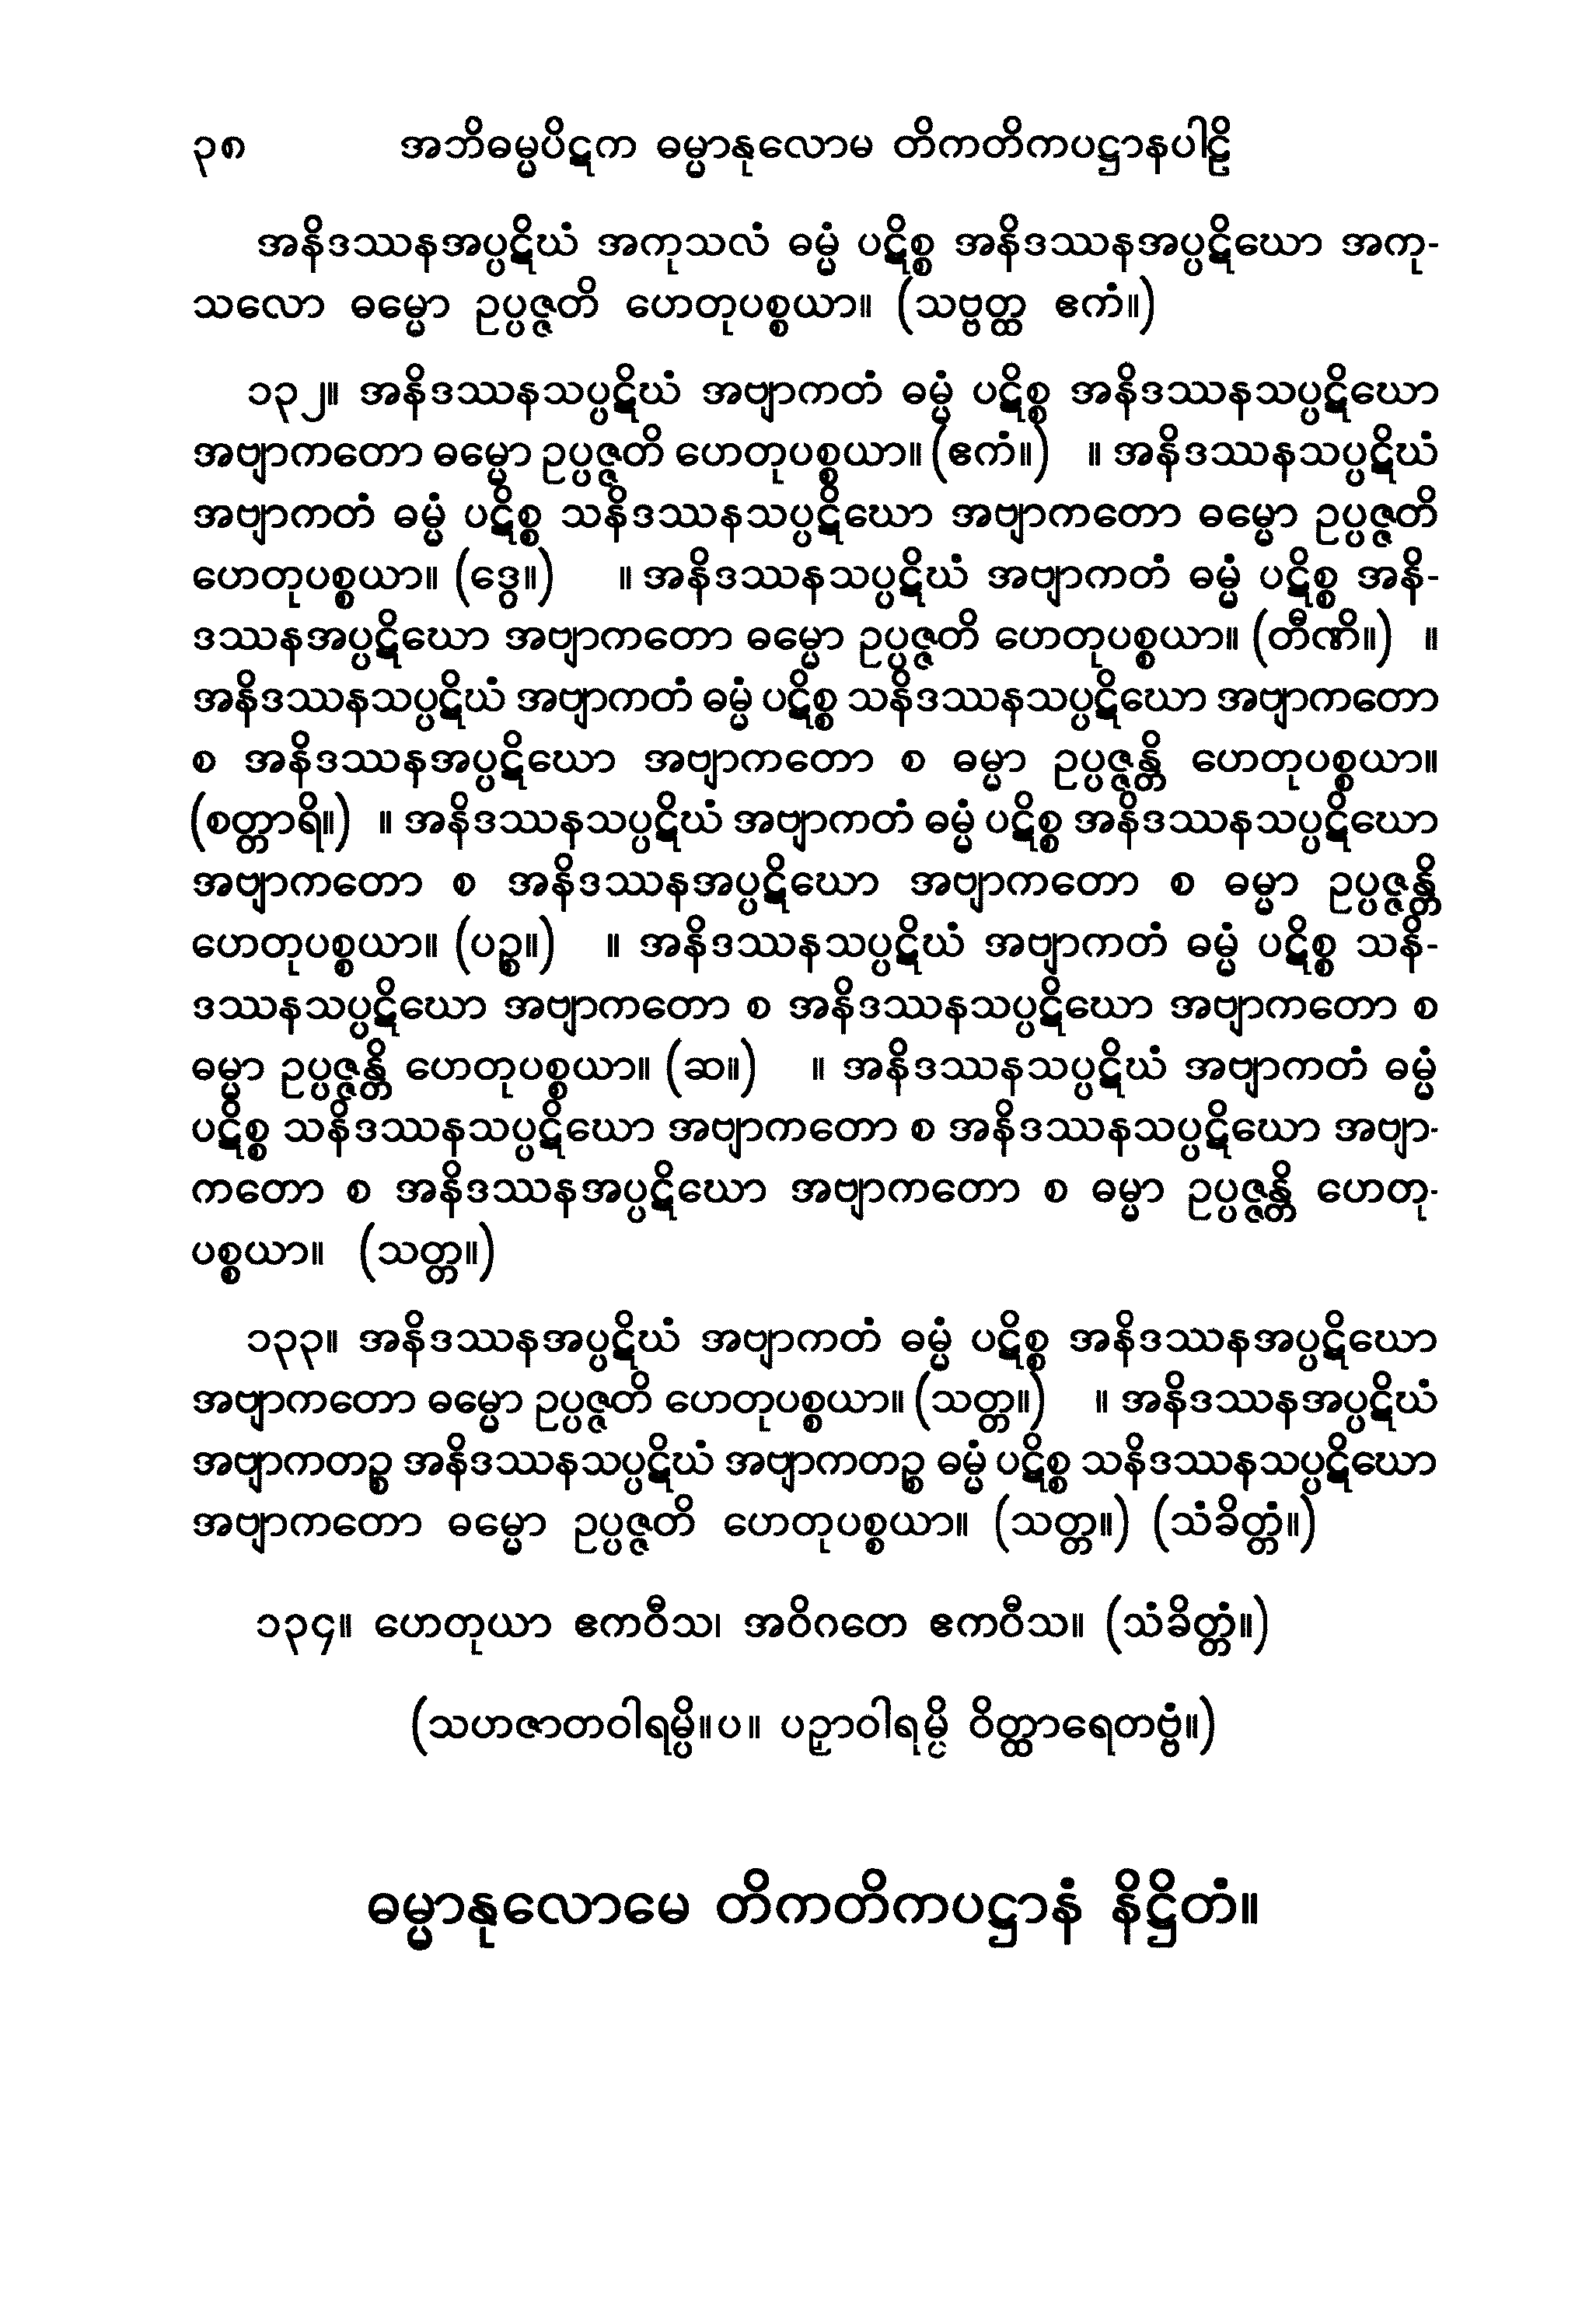 ၃၈ အဘိဓမ္မပိဋက ဓမ္မာနုလောမ တိကတိကပဋ္ဌာနပါဠိ
အနိဒဿနအပ္ပဋိဃံ အကုသလံ ဓမ္မံ ပဋိစ္စ အနိဒဿနအပ္ပဋိဃော အကု-
သလော ဓမ္မော ဥပ္ပဇ္ဇတိ ဟေတုပစ္စယာ။ (သဗ္ဗတ္ထ ဧကံ။)
၁၃၂။ အနိဒဿနသပ္ပဋိဃံ အဗျာကတံ ဓမ္မံ ပဋိစ္စ အနိဒဿနသပ္ပဋိဃော
အဗျာကတော ဓမ္မော ဥပ္ပဇ္ဇတိ ဟေတုပစ္စယာ။ (ဧကံ။) ။ အနိဒဿနသပ္ပဋိဃံ
အဗျာကတံ ဓမ္မံ ပဋိစ္စ သနိဒဿနသပ္ပဋိဃော အဗျာကတော ဓမ္မော ဥပ္ပဇ္ဇတိ
ဟေတုပစ္စယာ။ (ဒွေ။) ။ အနိဒဿနသပ္ပဋိဃံ အဗျာကတံ ဓမ္မံ ပဋိစ္စ အနိ-
ဒဿနအပ္ပဋိဃော အဗျာကတော ဓမ္မော ဥပ္ပဇ္ဇတိ ဟေတုပစ္စယာ။ (တီဏိ။) ။
အနိဒဿနသပ္ပဋိဃံ အဗျာကတံ ဓမ္မံ ပဋိစ္စ သနိဒဿနသပ္ပဋိဃော အဗျာကတော
စ အနိဒဿနအပ္ပဋိဃော အဗျာကတော စ ဓမ္မာ ဥပ္ပဇ္ဇန္တိ ဟေတုပစ္စယာ။
(စတ္တာရိ။) ။ အနိဒဿနသပ္ပဋိဃံ အဗျာကတံ ဓမ္မံ ပဋိစ္စ အနိဒဿနသပ္ပဋိဃော
အဗျာကတော စ အနိဒဿနအပ္ပဋိဃော အဗျာကတော စ ဓမ္မာ ဥပ္ပဇ္ဇန္တိ
ဟေတုပစ္စယာ။ (ပဉ္စ။) ။ အနိဒဿနသပ္ပဋိဃံ အဗျာကတံ ဓမ္မံ ပဋိစ္စ သနိ-
ဒဿနသပ္ပဋိဃော အဗျာကတော စ အနိဒဿနသပ္ပဋိဃော အဗျာကတော စ
ဓမ္မာ ဥပ္ပဇ္ဇန္တိ ဟေတုပစ္စယာ။ (ဆ။) ။ အနိဒဿနသပ္ပဋိဃံ အဗျာကတံ ဓမ္မံ
ပဋိစ္စ သနိဒဿနသပ္ပဋိဃော အဗျာကတော စ အနိဒဿနသပ္ပဋိဃော အဗျာ-
ကတော စ အနိဒဿနအပ္ပဋိဃော အဗျာကတော စ ဓမ္မာ ဥပ္ပဇ္ဇန္တိ ဟေတု-
ပစ္စယာ။ (သတ္တ။)
၁၃၃။ အနိဒဿနအပ္ပဋိဃံ အဗျာကတံ ဓမ္မံ ပဋိစ္စ အနိဒဿနအပ္ပဋိဃော
အဗျာကတော ဓမ္မော ဥပ္ပဇ္ဇတိ ဟေတုပစ္စယာ။ (သတ္တ။) ။ အနိဒဿနအပ္ပဋိဃံ
အဗျာကတဉ္စ အနိဒဿနသပ္ပဋိဃံ အဗျာကတဉ္စ ဓမ္မံ ပဋိစ္စ သနိဒဿနသပ္ပဋိဃော
အဗျာကတော ဓမ္မော ဥပ္ပဇ္ဇတိ ဟေတုပစ္စယာ။ (သတ္တ။) (သံခိတ္တံ။)
၁၃၄။ ဟေတုယာ ဧကဝီသ၊ အဝိဂတေ ဧကဝီသ။ (သံခိတ္တံ။)
(သဟဇာတဝါရမ္ပိ။ပ။ ပဉှာဝါရမ္ပိ ဝိတ္ထာရေတဗ္ဗံ။)
ဓမ္မာနုလောမေ တိကတိကပဋ္ဌာနံ နိဋ္ဌိတံ။